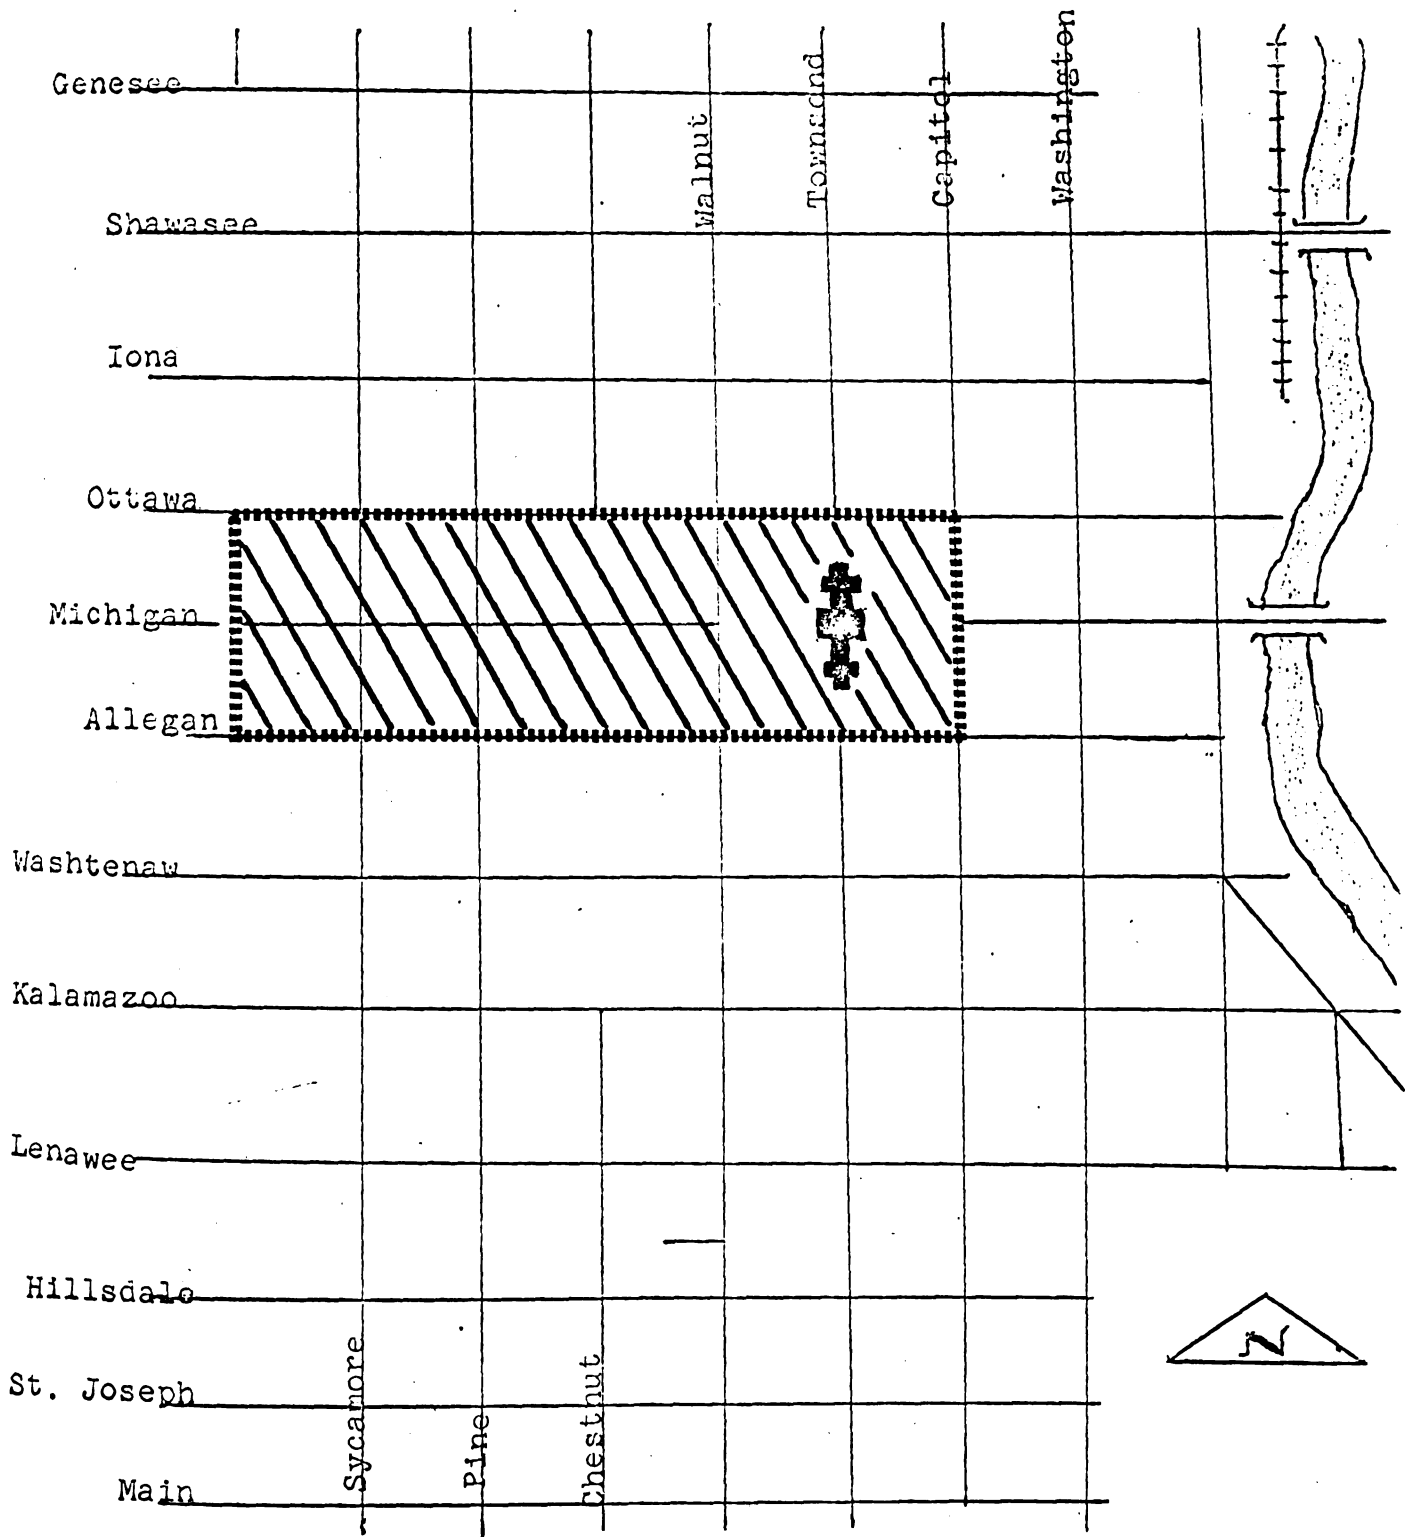 Genesee
Walnut
Townsend
Capitol
Washington
Shawasee
Iona
Ottawa
Michigan
Allegan
Washtenaw
Kalamazoo
Lenawee
Hillsdale
St. Joseph
Main
Sycamore
Pine
Chestnut
N